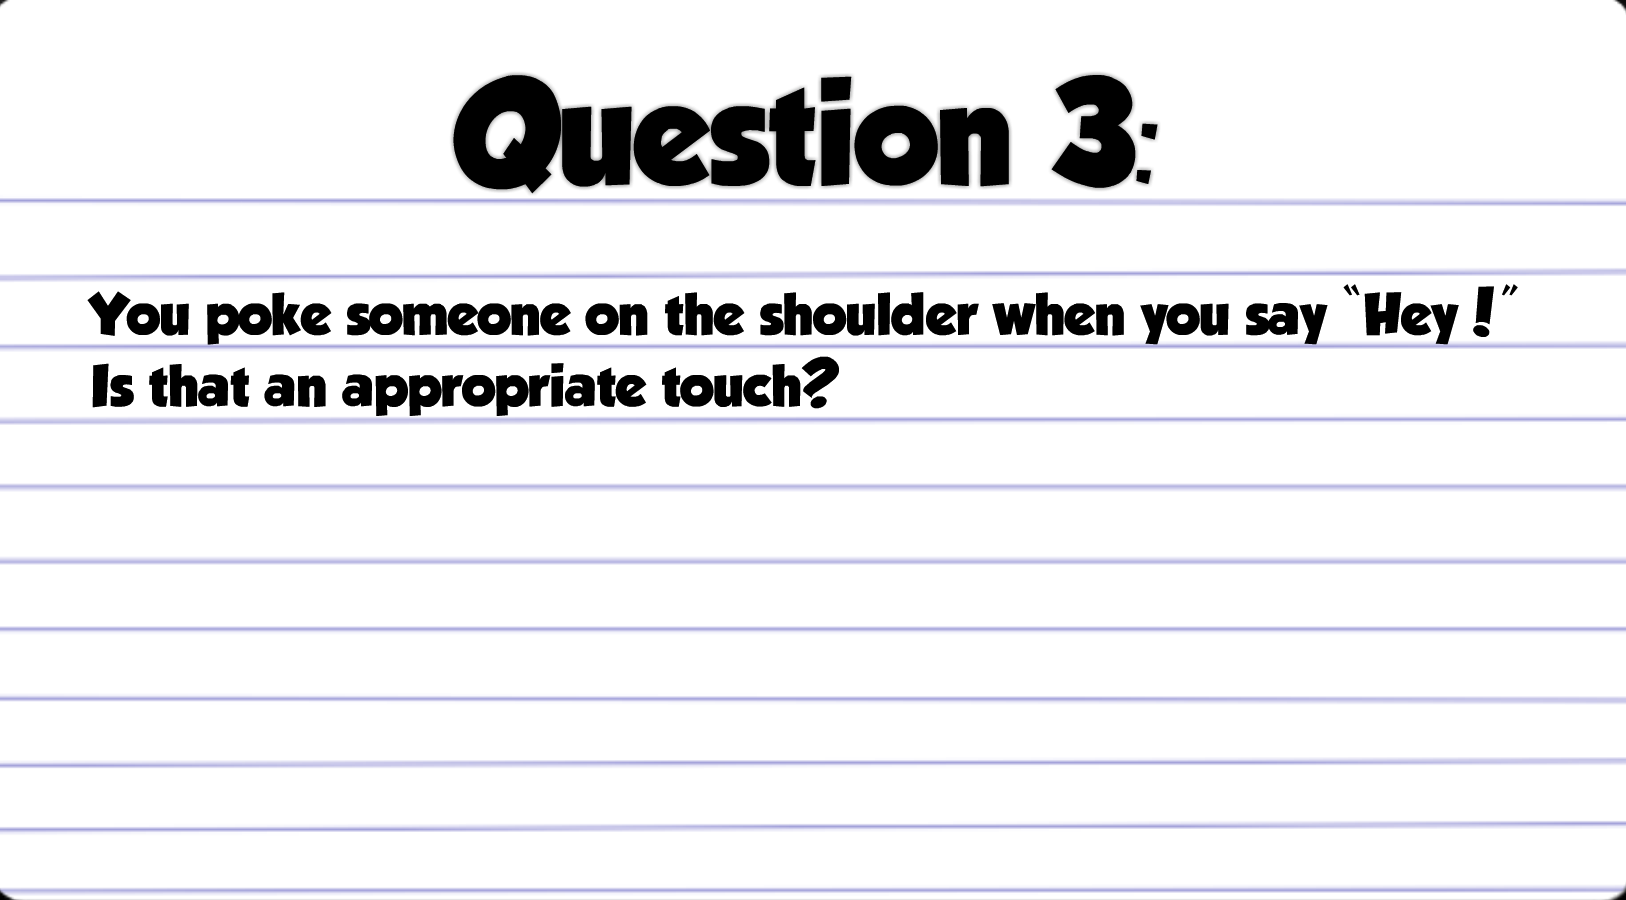 Question 3:
You poke someone on the shoulder when you say “Hey!”
Is that an appropriate touch?